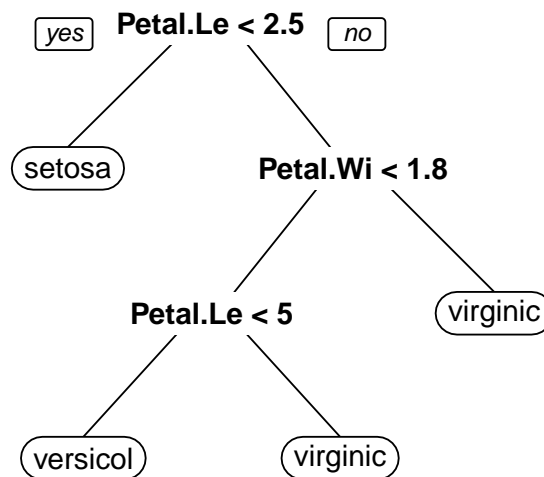 yes Petal.Le < 2.5 no
setosa Petal.Wi < 1.8
Petal.Le < 5 virginic
versicol virginic